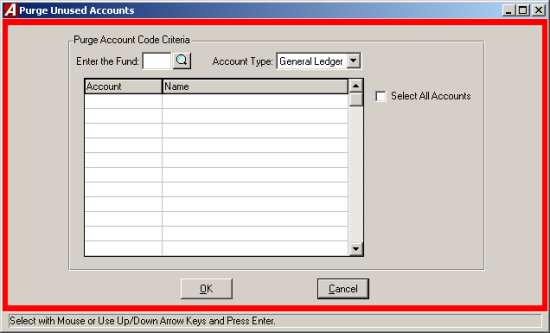 Purge Unused Accounts
Purge Account Code Criteria
Enter the Fund: Account Type: General Ledger
Account Name
Select All Accounts
OK Cancel
Select with Mouse or Use Up/Down Arrow Keys and Press Enter.